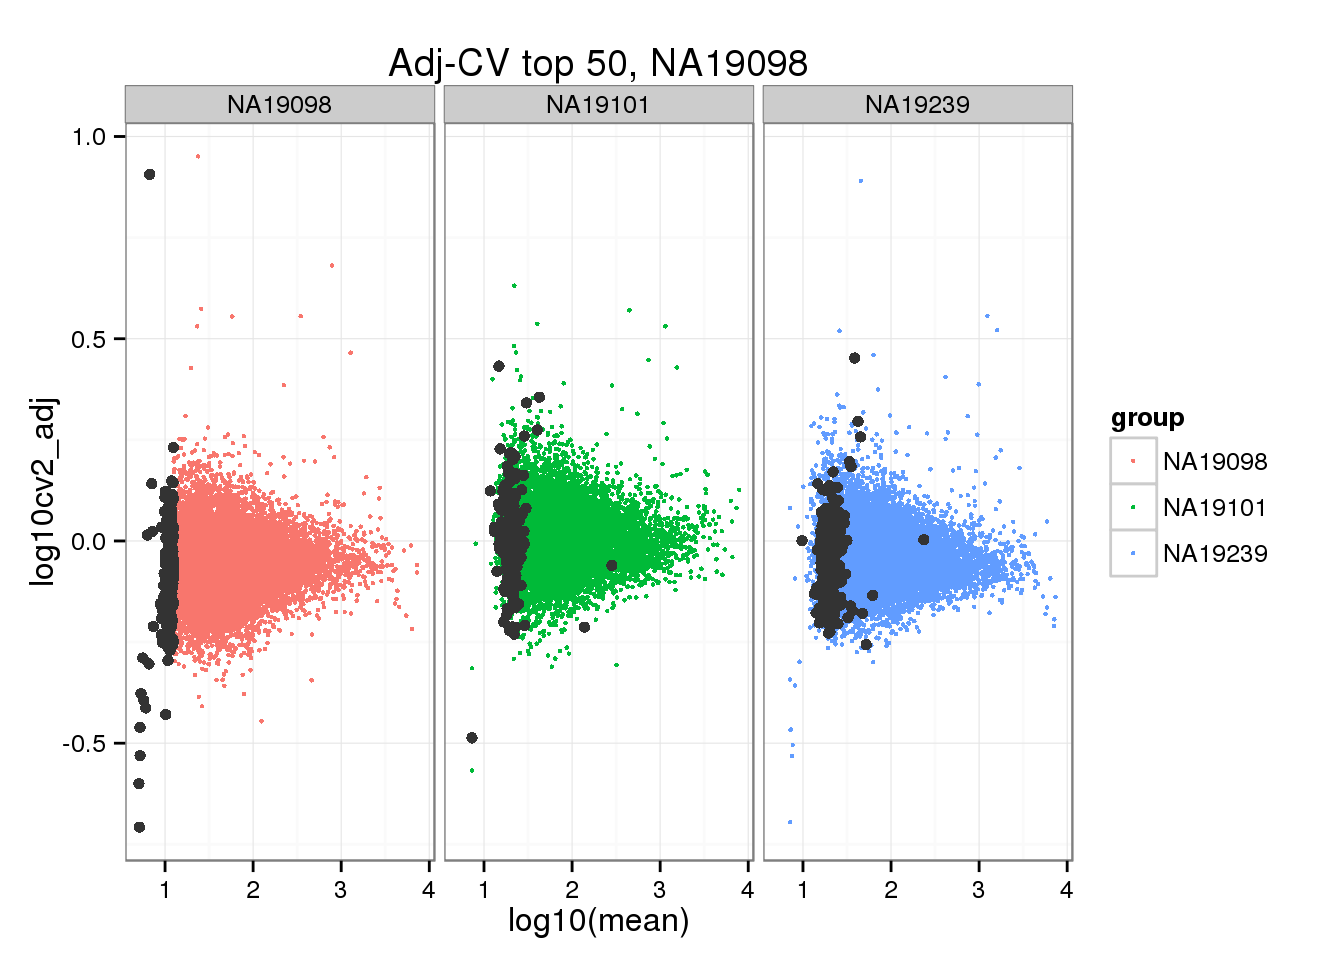 Adj-CV top 50, NA19098
NA19098 NA19101 NA19239
1.0
0.5
0.0
-0.5
log10cv2_adj
1 2 3 4 1 2 3 4 1 2 3 4
log10(mean)
group
NA19098
NA19101
NA19239